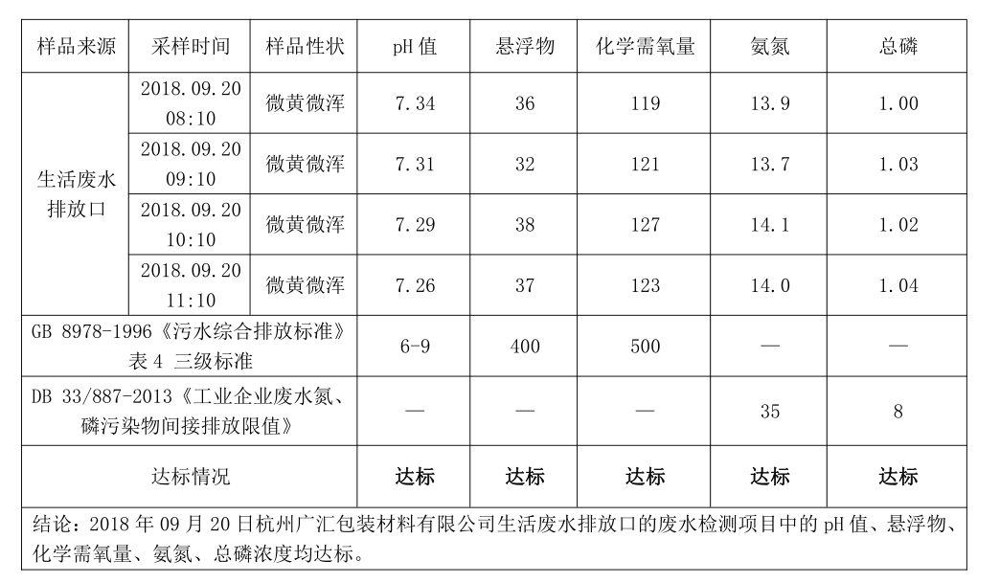 样品来源 采样时间 样品性状 pH 值 悬浮物 化学需氧量 氨氮 总磷
生活废水
排放口
2018.09.20
08:10
微黄微浑 7.34 36 119 13.9 1.00
2018.09.20
09:10
微黄微浑 7.31 32 121 13.7 1.03
2018.09.20
10:10
微黄微浑 7.29 38 127 14.1 1.02
2018.09.20
11:10
微黄微浑 7.26 37 123 14.0 1.04
GB 8978-1996《污水综合排放标准》
表4 三级标准
6-9 400 500 — —
DB 33/887-2013《工业企业废水氮、
磷污染物间接排放限值》
— — — 35 8
达标情况 达标 达标 达标 达标 达标
结论：2018 年 09 月 20 日杭州广汇包装材料有限公司生活废水排放口的废水检测项目中的 pH 值、悬浮物、
化学需氧量、氨氮、总磷浓度均达标。